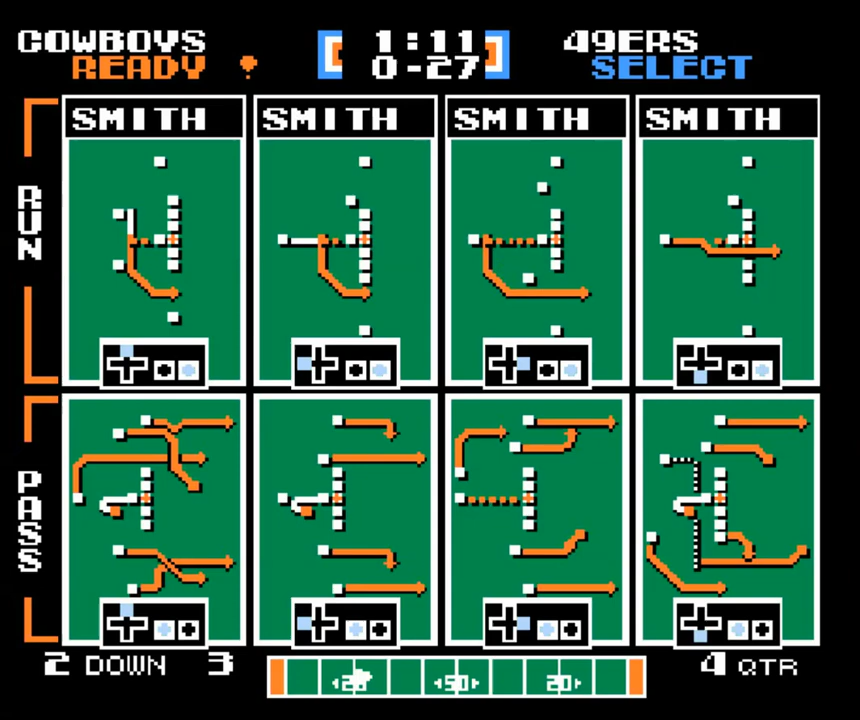 COWBOYS 1:11 49ERS
READY 0-27 SELECT
SMITH SMITH SMITH SMITH
RUN
PASS
2 DOWN 3 4 QTR
20 50 20